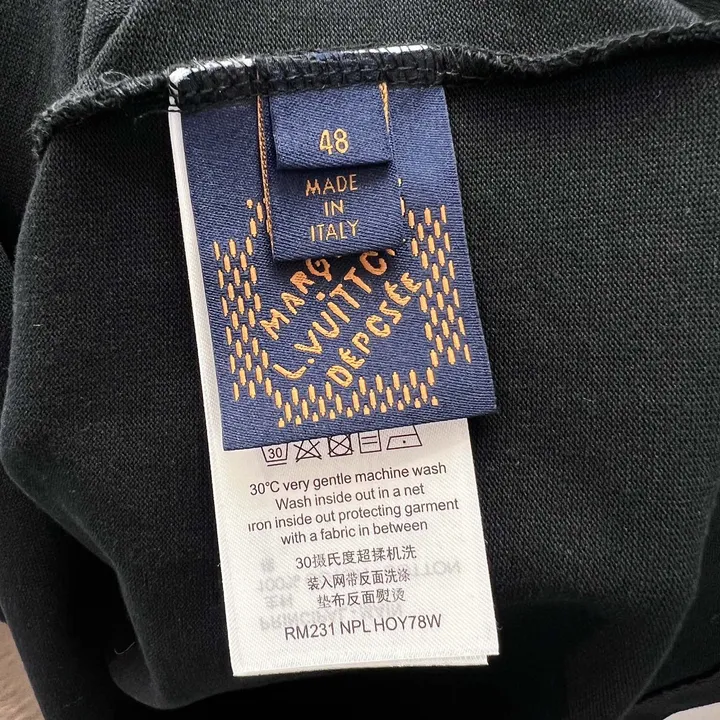 48
MADE
IN
ITALY
L.VUITTO
DÉPOSÉE
30
30℃ very gentle machine wash
Wash inside out in a net
iron inside out protecting garment
with a fabric in between
30摄氏度超揉机洗
装入网带反面洗涤
垫布反面熨烫
RM231 NPL HOY78W